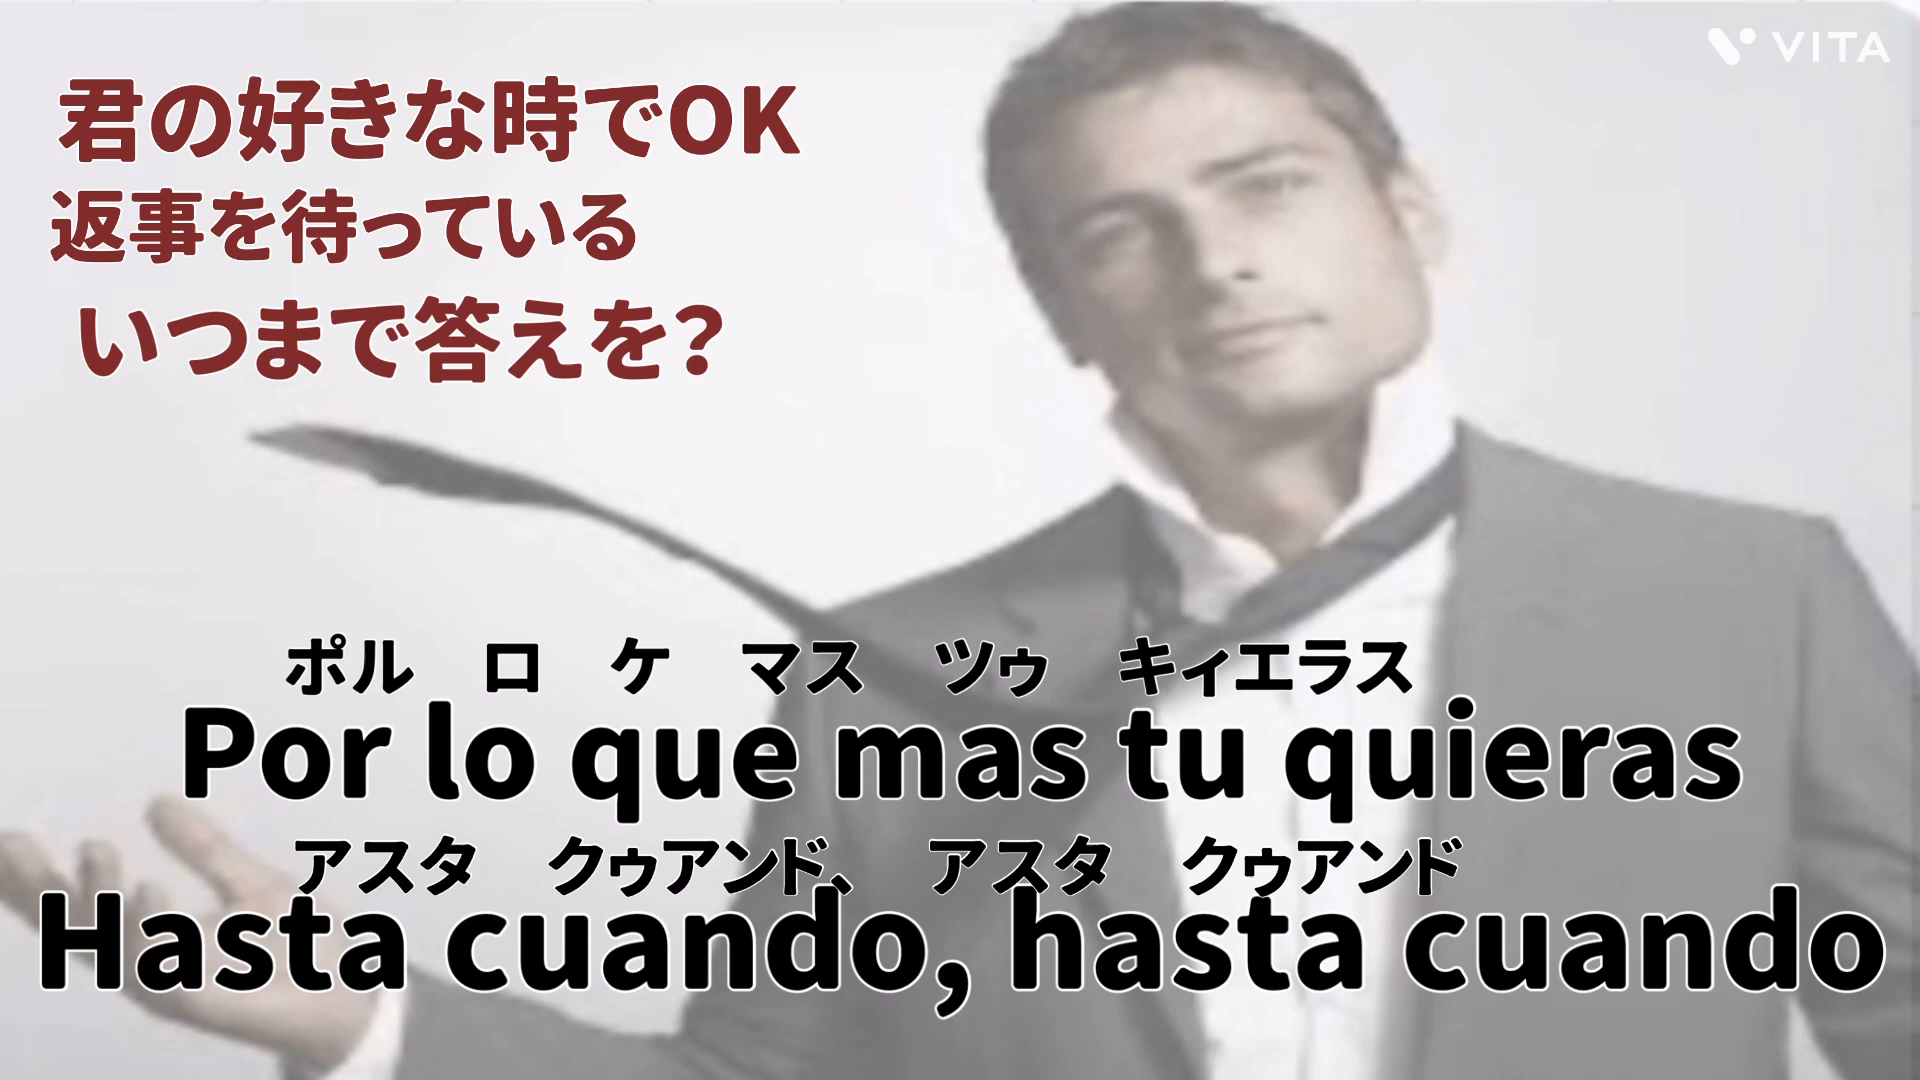 VITA
君の好きな時でOK
返事を待っている
いつまで答えを?
ポル ロ ケ マス ツゥ キィエラス
Por lo que mas tu quieras
アスタ クゥアンド、 アスタ クゥアンド
Hasta cuando, hasta cuando